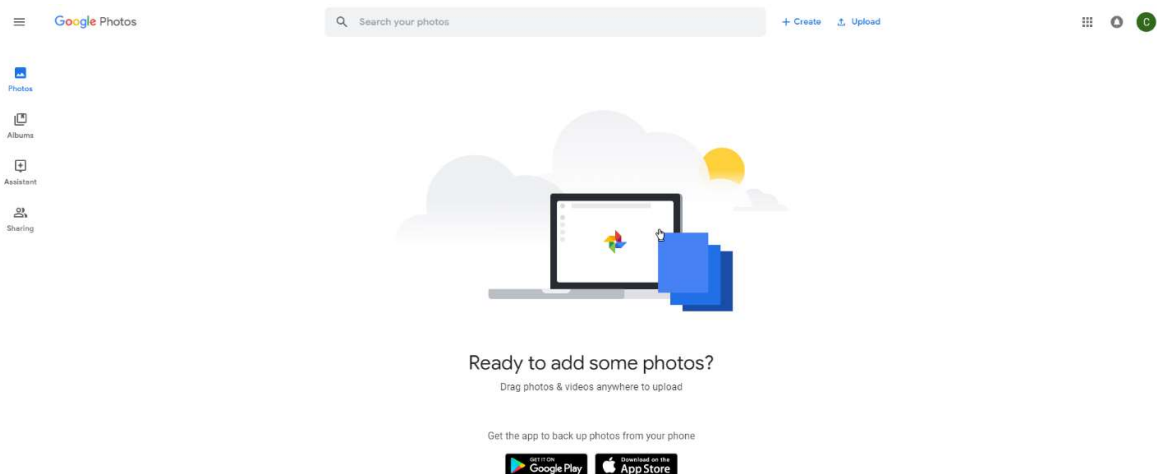 Google Photos
Search your photos
+ Create
Upload
C
Photos
Albums
Assistant
Sharing
Ready to add some photos?
Drag photos & videos anywhere to upload
Get the app to back up photos from your phone
GET IT ON
Google Play
Download on the
App Store